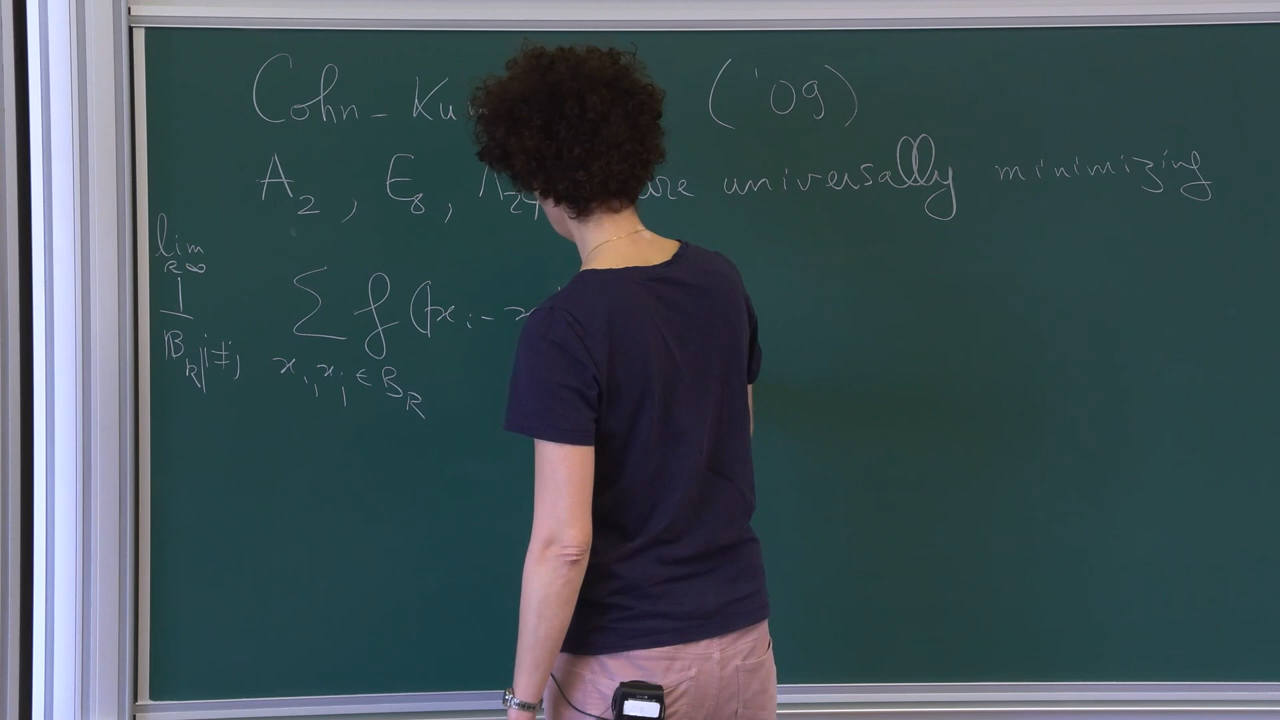 Cohn - Ku ('09)
A₂, E₈, Λ₂₄ are universally minimizing
lim Σ f(|x_i - x
R ∞
1
|B_R| i≠j x_i, x_j ∈ B_R